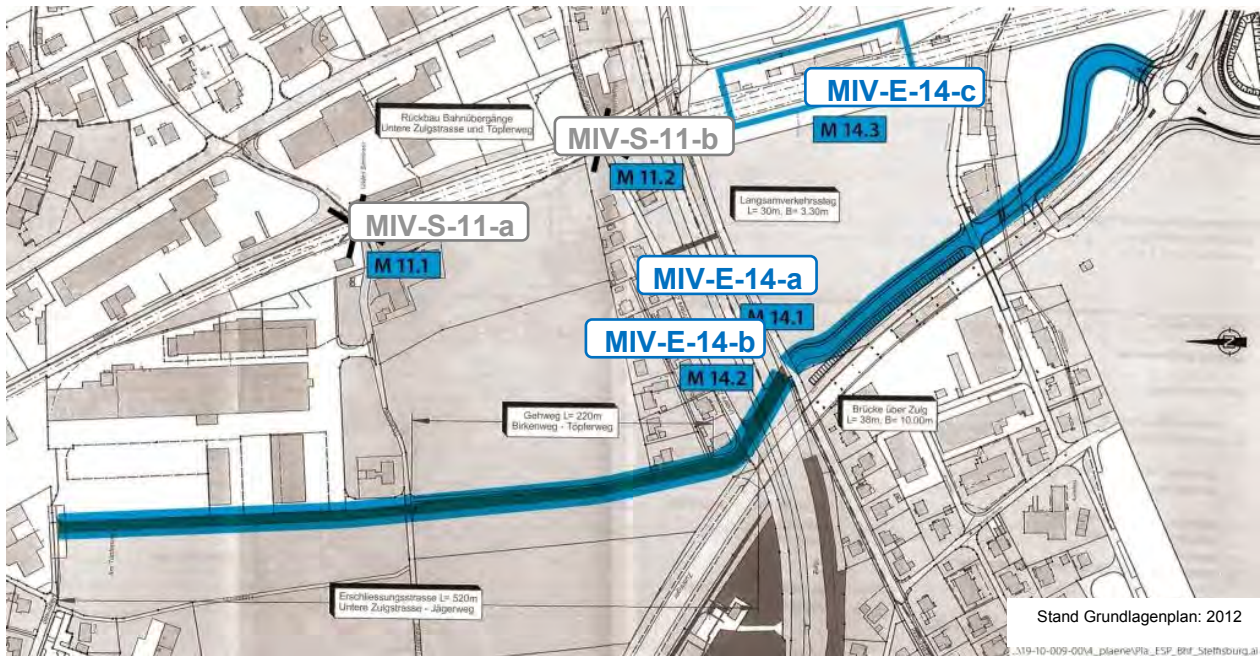 MIV-E-14-c
M 14.3
Rückbau Bahnübergänge
Untere Zulgstrasse und Töpferweg
MIV-S-11-b
M 11.2
Langsamverkehrssteg
L= 30m, B= 3.30m
MIV-S-11-a
M 11.1
MIV-E-14-a
M 14.1
MIV-E-14-b
M 14.2
N
Gehweg L= 220m
Birkenweg - Töpferweg
Brücke über Zulg
L= 38m, B= 10.00m
Erschliessungsstrasse L= 520m
Untere Zulgstrasse - Jägerweg
Stand Grundlagenplan: 2012